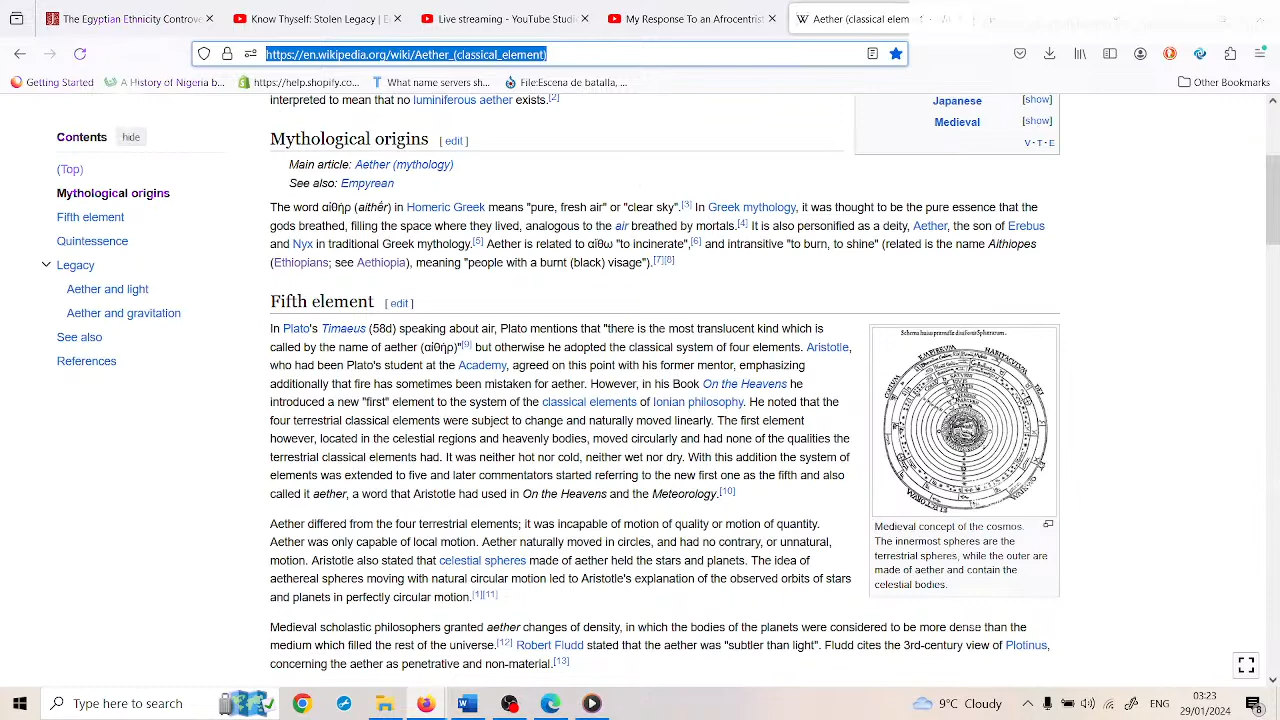 The Egyptian Ethnicity Controve
Know Thyself: Stolen Legacy | E
Live streaming - YouTube Studi
My Response To an Afrocentrist
Aether (classical elem
https://en.wikipedia.org/wiki/Aether_(classical_element)
Getting Started
A History of Nigeria b...
https://help.shopify.co...
What name servers sh...
File:Escena de batalla, ...
Other Bookmarks
interpreted to mean that no luminiferous aether exists.[2]
Japanese [show]
Medieval [show]
V·T·E
Contents hide
(Top)
Mythological origins
Fifth element
Quintessence
Legacy
Aether and light
Aether and gravitation
See also
References
Mythological origins [ edit ]
Main article: Aether (mythology)
See also: Empyrean
The word αἰθήρ (aithḗr) in Homeric Greek means "pure, fresh air" or "clear sky".[3] In Greek mythology, it was thought to be the pure essence that the
gods breathed, filling the space where they lived, analogous to the air breathed by mortals.[4] It is also personified as a deity, Aether, the son of Erebus
and Nyx in traditional Greek mythology.[5] Aether is related to αἴθω "to incinerate",[6] and intransitive "to burn, to shine" (related is the name Aithiopes
(Ethiopians; see Aethiopia), meaning "people with a burnt (black) visage").[7][8]
Fifth element [ edit ]
In Plato's Timaeus (58d) speaking about air, Plato mentions that "there is the most translucent kind which is
called by the name of aether (αἰθήρ)"[9] but otherwise he adopted the classical system of four elements. Aristotle,
who had been Plato's student at the Academy, agreed on this point with his former mentor, emphasizing
additionally that fire has sometimes been mistaken for aether. However, in his Book On the Heavens he
introduced a new "first" element to the system of the classical elements of Ionian philosophy. He noted that the
four terrestrial classical elements were subject to change and naturally moved linearly. The first element
however, located in the celestial regions and heavenly bodies, moved circularly and had none of the qualities the
terrestrial classical elements had. It was neither hot nor cold, neither wet nor dry. With this addition the system of
elements was extended to five and later commentators started referring to the new first one as the fifth and also
called it aether, a word that Aristotle had used in On the Heavens and the Meteorology.[10]
Aether differed from the four terrestrial elements; it was incapable of motion of quality or motion of quantity.
Aether was only capable of local motion. Aether naturally moved in circles, and had no contrary, or unnatural,
motion. Aristotle also stated that celestial spheres made of aether held the stars and planets. The idea of
aethereal spheres moving with natural circular motion led to Aristotle's explanation of the observed orbits of stars
and planets in perfectly circular motion.[1][11]
Medieval scholastic philosophers granted aether changes of density, in which the bodies of the planets were considered to be more dense than the
medium which filled the rest of the universe.[12] Robert Fludd stated that the aether was "subtler than light". Fludd cites the 3rd-century view of Plotinus,
concerning the aether as penetrative and non-material.[13]
Medieval concept of the cosmos.
The innermost spheres are the
terrestrial spheres, while the outer are
made of aether and contain the
celestial bodies.
Type here to search
9°C Cloudy
ENG
03:23
29/01/2024
8